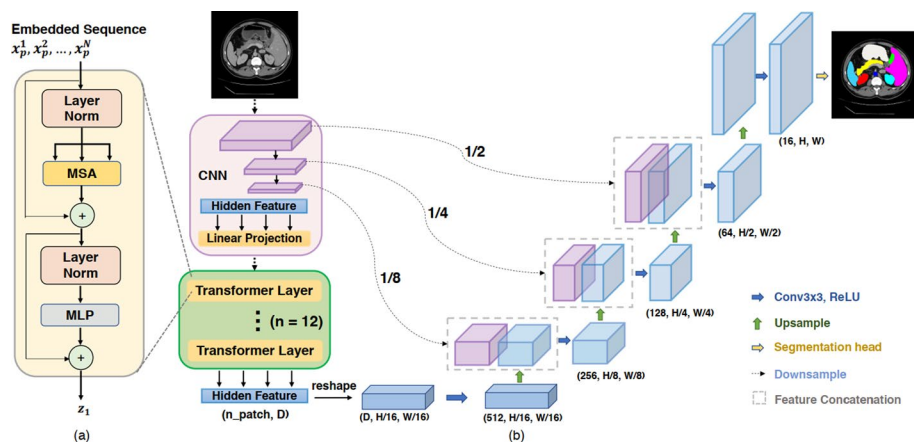 Embedded Sequence
x_p^1, x_p^2, ..., x_p^N
Layer
Norm
MSA
+
Layer
Norm
MLP
+
z_1
(a)
CNN
Hidden Feature
Linear Projection
Transformer Layer
(n = 12)
Transformer Layer
Hidden Feature
(n_patch, D)
reshape
(D, H/16, W/16)
(512, H/16, W/16)
(b)
1/2
1/4
1/8
(256, H/8, W/8)
(128, H/4, W/4)
(64, H/2, W/2)
(16, H, W)
Conv3x3, ReLU
Upsample
Segmentation head
Downsample
Feature Concatenation